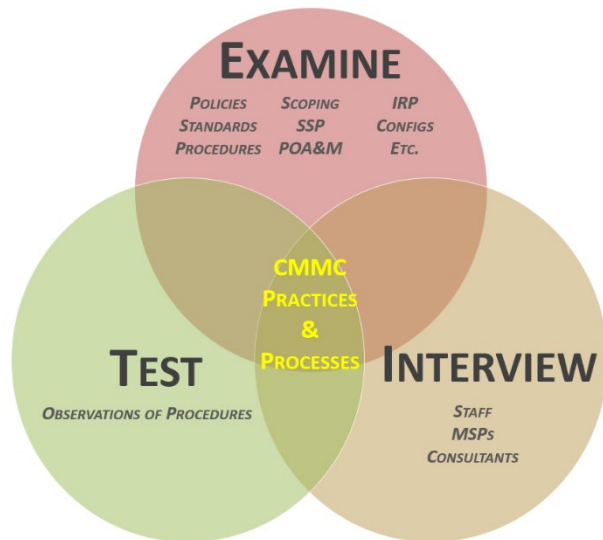 EXAMINE
POLICIES SCOPING IRP
STANDARDS SSP CONFIGS
PROCEDURES POA&M ETC.
CMMC
PRACTICES
&
PROCESSES
TEST
OBSERVATIONS OF PROCEDURES
INTERVIEW
STAFF
MSPS
CONSULTANTS